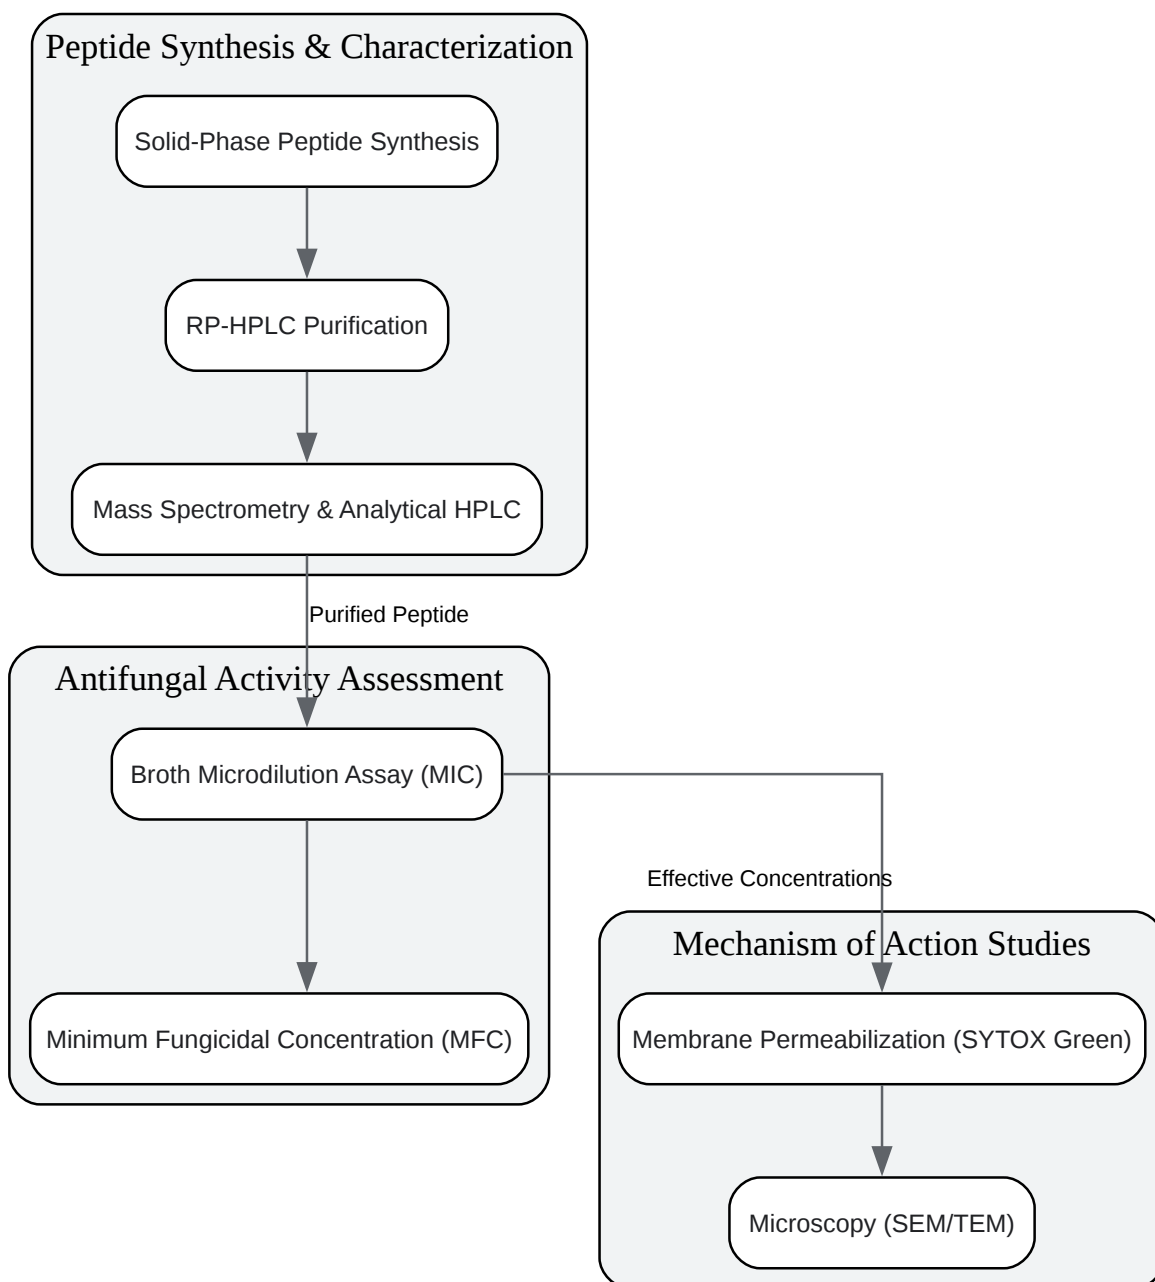 Peptide Synthesis & Characterization
Solid-Phase Peptide Synthesis
RP-HPLC Purification
Mass Spectrometry & Analytical HPLC
Purified Peptide
Antifungal Activity Assessment
Broth Microdilution Assay (MIC)
Effective Concentrations
Mechanism of Action Studies
Minimum Fungicidal Concentration (MFC)
Membrane Permeabilization (SYTOX Green)
Microscopy (SEM/TEM)